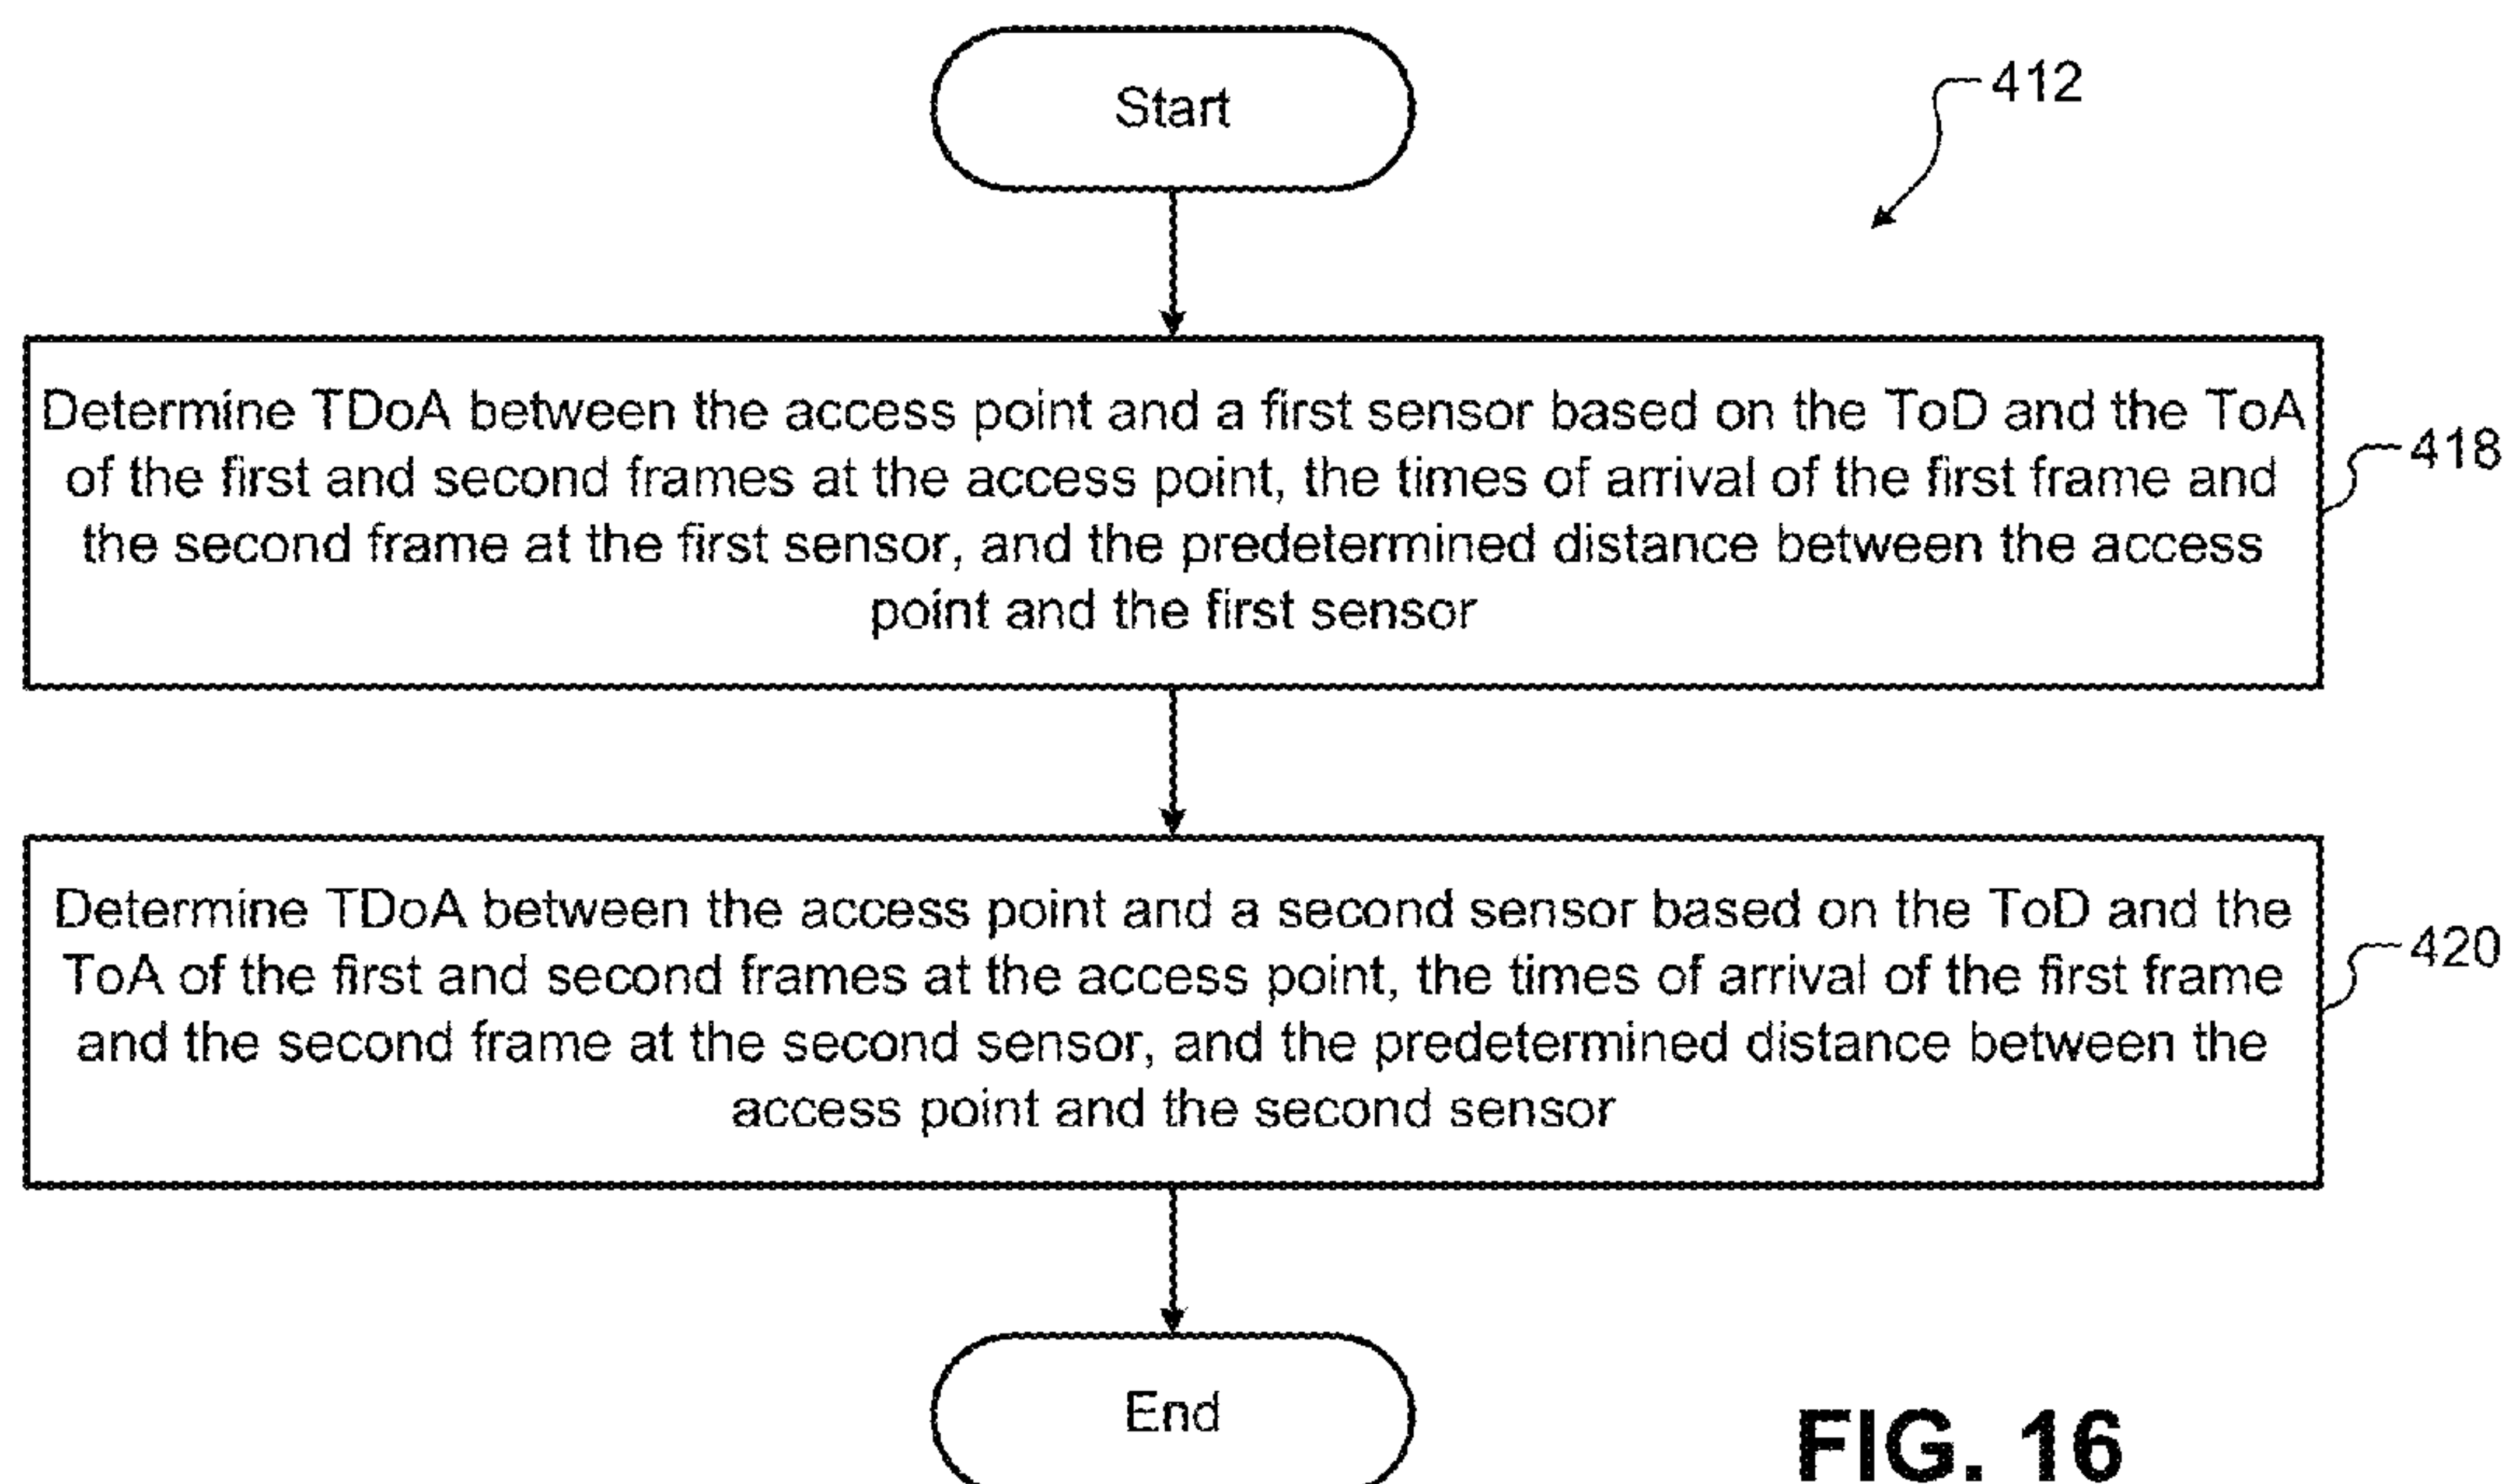 Start
412
Determine TDoA between the access point and a first sensor based on the ToD and the ToA
of the first and second frames at the access point, the times of arrival of the first frame and
the second frame at the first sensor, and the predetermined distance between the access
point and the first sensor
418
Determine TDoA between the access point and a second sensor based on the ToD and the
ToA of the first and second frames at the access point, the times of arrival of the first frame
and the second frame at the second sensor, and the predetermined distance between the
access point and the second sensor
420
End
FIG. 16